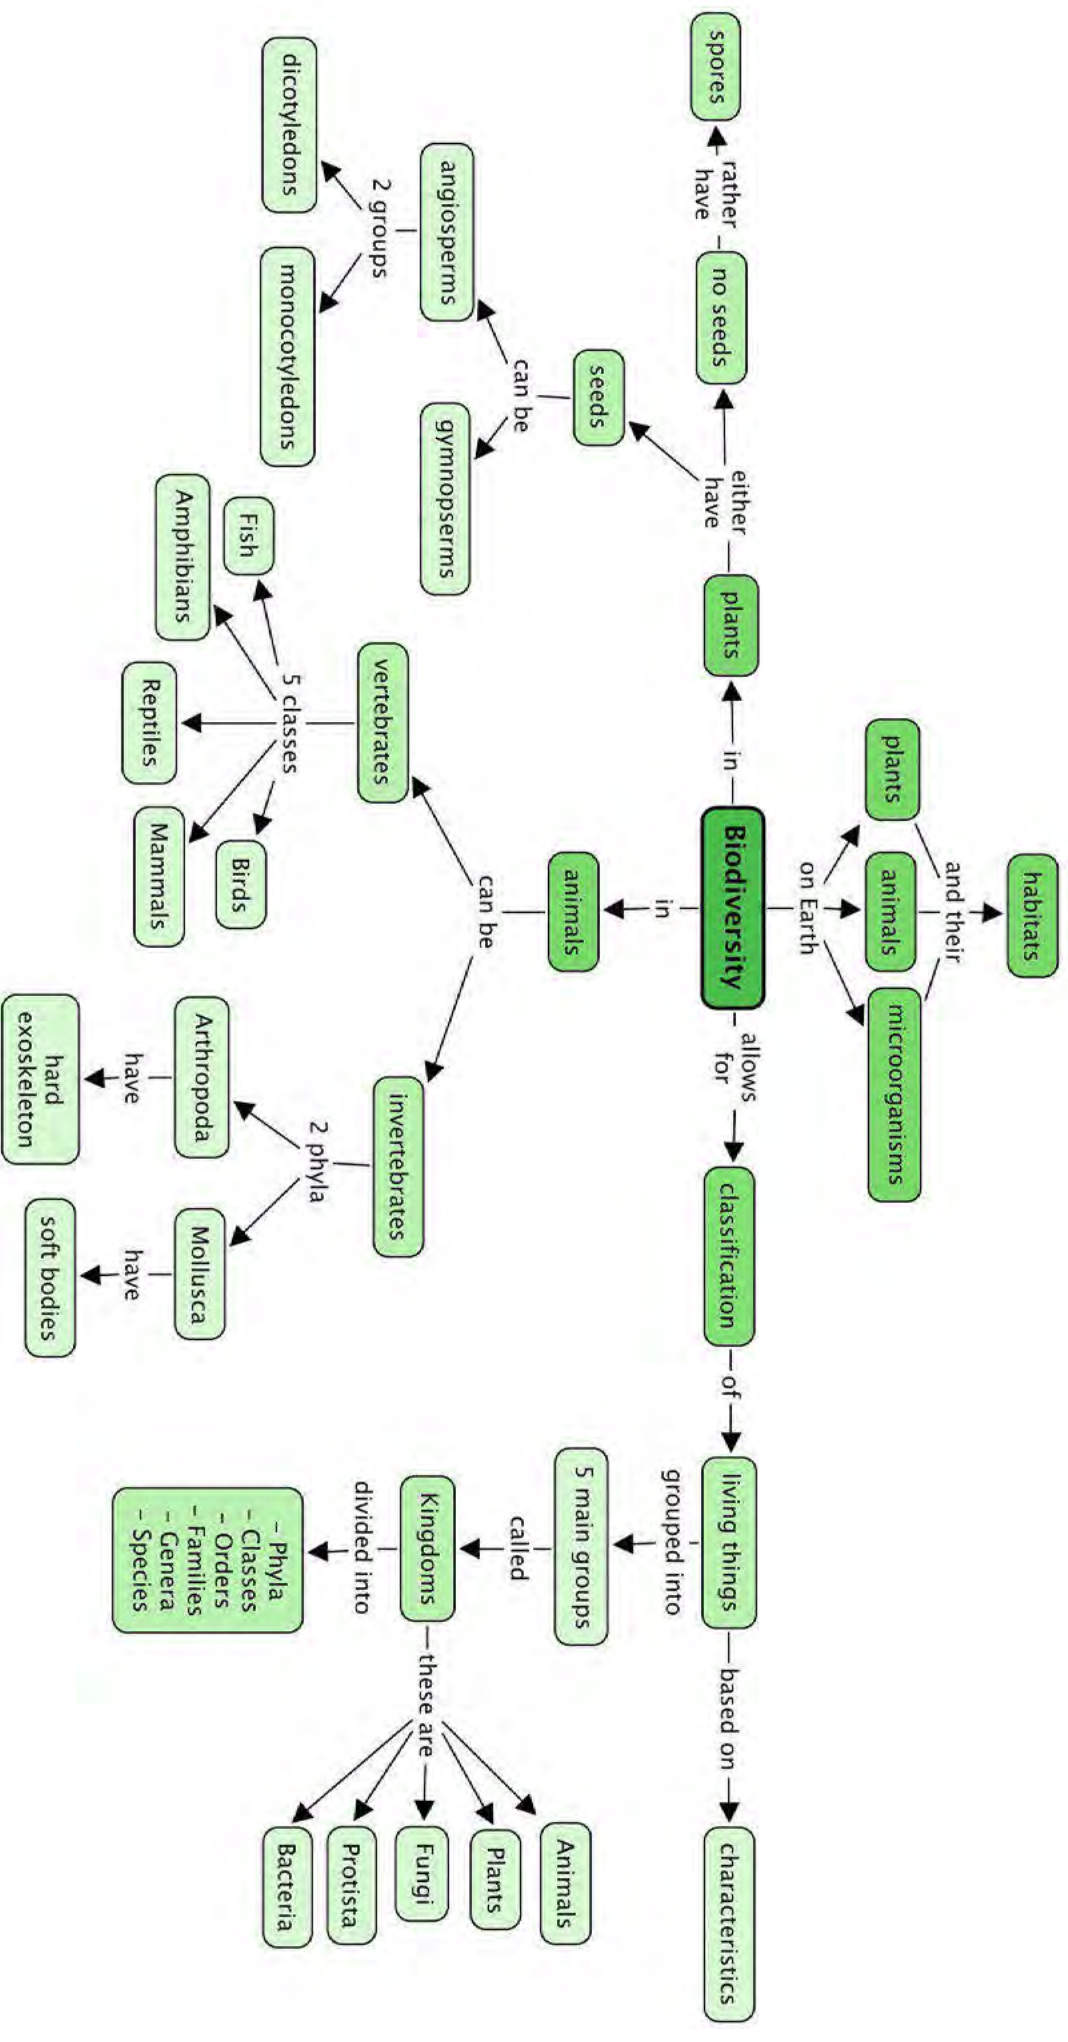 habitats
and their
plants
animals
microorganisms
on Earth
spores
rather
have
no seeds
either
have
plants
in
Biodiversity
allows
for
classification
of
living things
based on
characteristics
seeds
can be
angiosperms
gymnopserms
2 groups
dicotyledons
monocotyledons
in
animals
can be
vertebrates
invertebrates
5 classes
Fish
Amphibians
Reptiles
Mammals
Birds
2 phyla
Arthropoda
Mollusca
have
have
hard
exoskeleton
soft bodies
grouped into
5 main groups
called
Kingdoms
divided into
– Phyla
– Classes
– Orders
– Families
– Genera
– Species
these are
Animals
Plants
Fungi
Protista
Bacteria